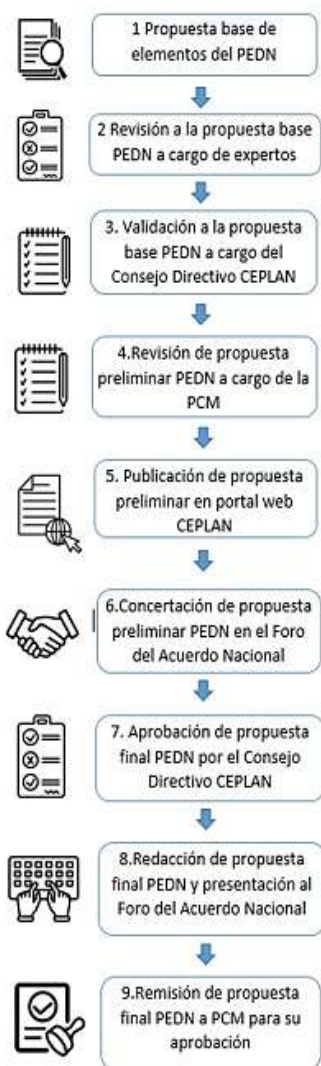 1 Propuesta base de
elementos del PEDN
2 Revisión a la propuesta base
PEDN a cargo de expertos
3. Validación a la propuesta
base PEDN a cargo del
Consejo Directivo CEPLAN
4.Revisión de propuesta
preliminar PEDN a cargo de la
PCM
5. Publicación de propuesta
preliminar en portal web
CEPLAN
6.Concertación de propuesta
preliminar PEDN en el Foro
del Acuerdo Nacional
7. Aprobación de propuesta
final PEDN por el Consejo
Directivo CEPLAN
8.Redacción de propuesta
final PEDN y presentación al
Foro del Acuerdo Nacional
9.Remisión de propuesta
final PEDN a PCM para su
aprobación